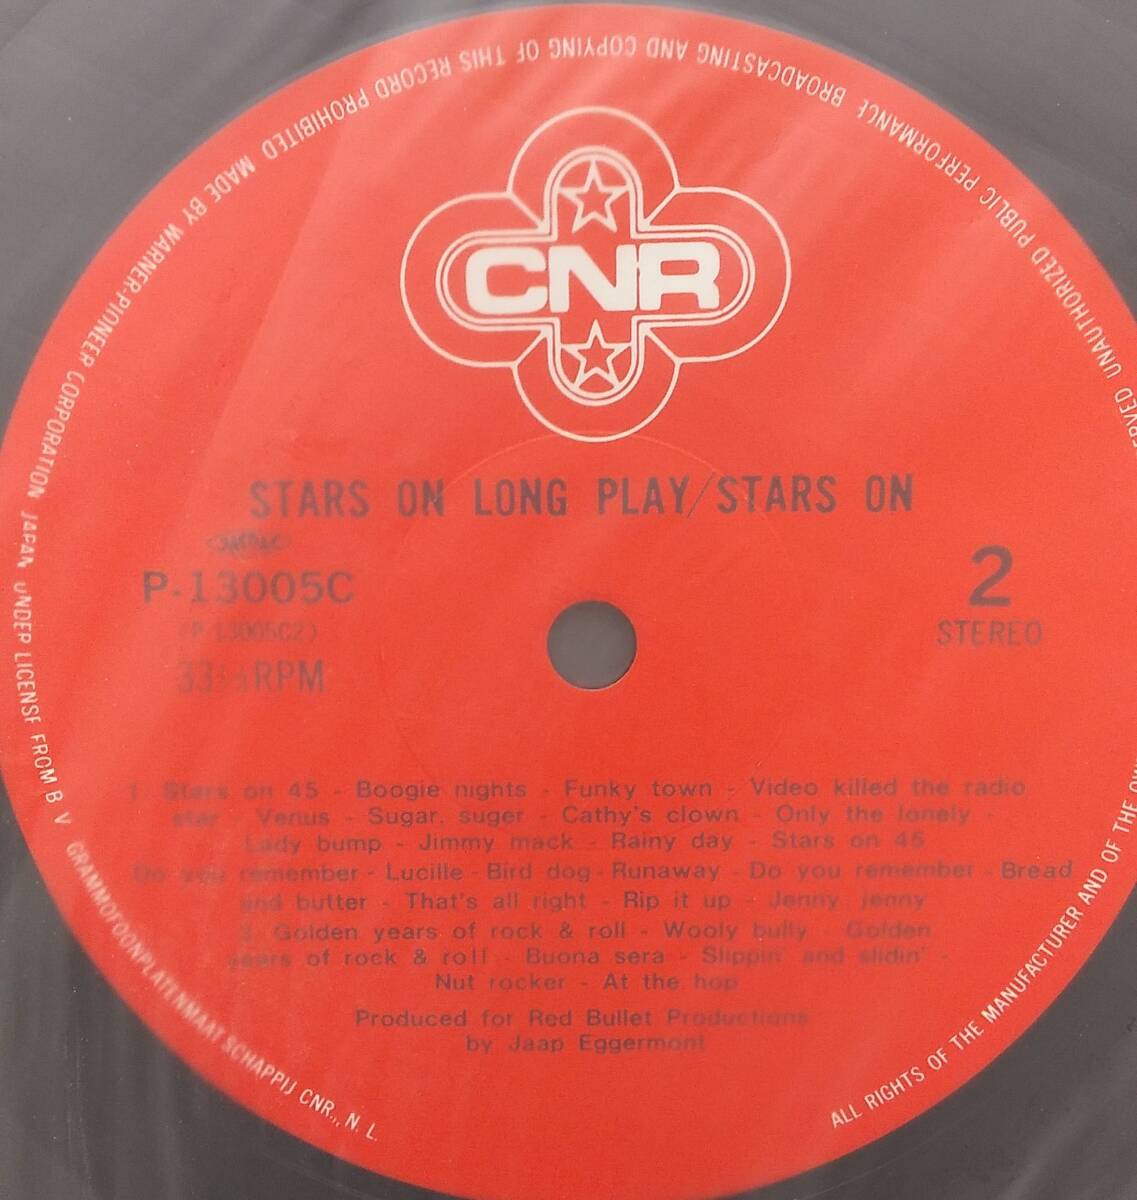 CNR
STARS ON LONG PLAY/STARS ON
P-13005C
(P-13005C2)
33⅓RPM
2
STEREO
1. Stars on 45 - Boogie nights - Funky town - Video killed the radio
star - Venus - Sugar, suger - Cathy's clown - Only the lonely -
Lady bump - Jimmy mack - Rainy day - Stars on 45
Do you remember - Lucille - Bird dog - Runaway - Do you remember - Bread
and butter - That's all right - Rip it up - Jenny, jenny
3. Golden years of rock & roll - Wooly bully - Golden
years of rock & roll - Buona sera - Slippin' and slidin' -
Nut rocker - At the hop
Produced for Red Bullet Productions
by Jaap Eggermont
ALL RIGHTS OF THE MANUFACTURER AND OF THE UNAUTHORIZED PUBLIC PERFORMANCE BROADCASTING AND COPYING OF THIS RECORD PROHIBITED MADE BY WARNER-PIONEER CORPORATION JAPAN, UNDER LICENSE FROM B V GRAMMOFOONPLATENMAATSCHAPPIJ CNR., N. L.